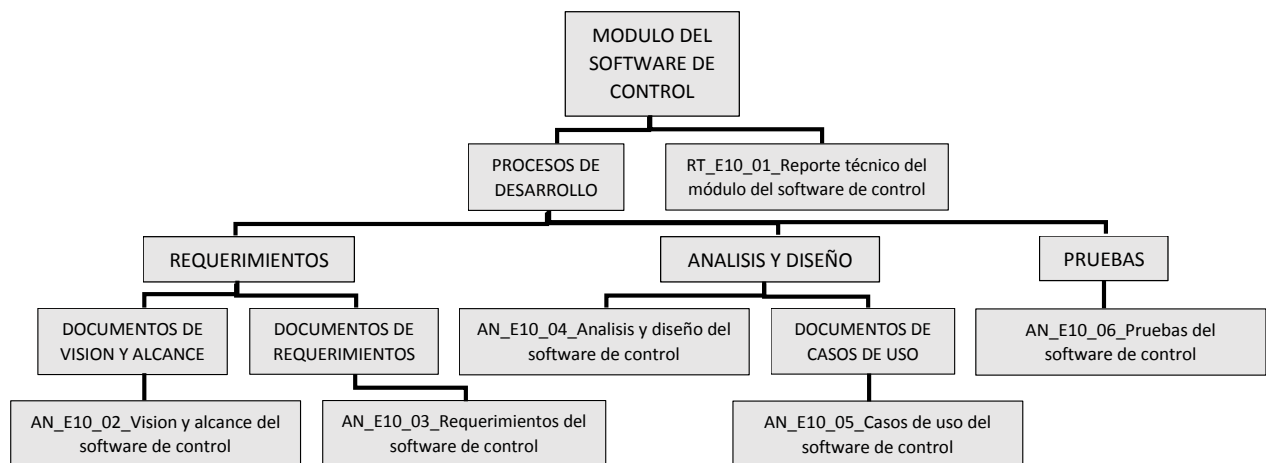 MODULO DEL
SOFTWARE DE
CONTROL
PROCESOS DE
DESARROLLO
RT_E10_01_Reporte técnico del
módulo del software de control
REQUERIMIENTOS
ANALISIS Y DISEÑO
PRUEBAS
DOCUMENTOS DE
VISION Y ALCANCE
DOCUMENTOS DE
REQUERIMIENTOS
AN_E10_04_Analisis y diseño del
software de control
DOCUMENTOS DE
CASOS DE USO
AN_E10_06_Pruebas del
software de control
AN_E10_02_Vision y alcance del
software de control
AN_E10_03_Requerimientos del
software de control
AN_E10_05_Casos de uso del
software de control